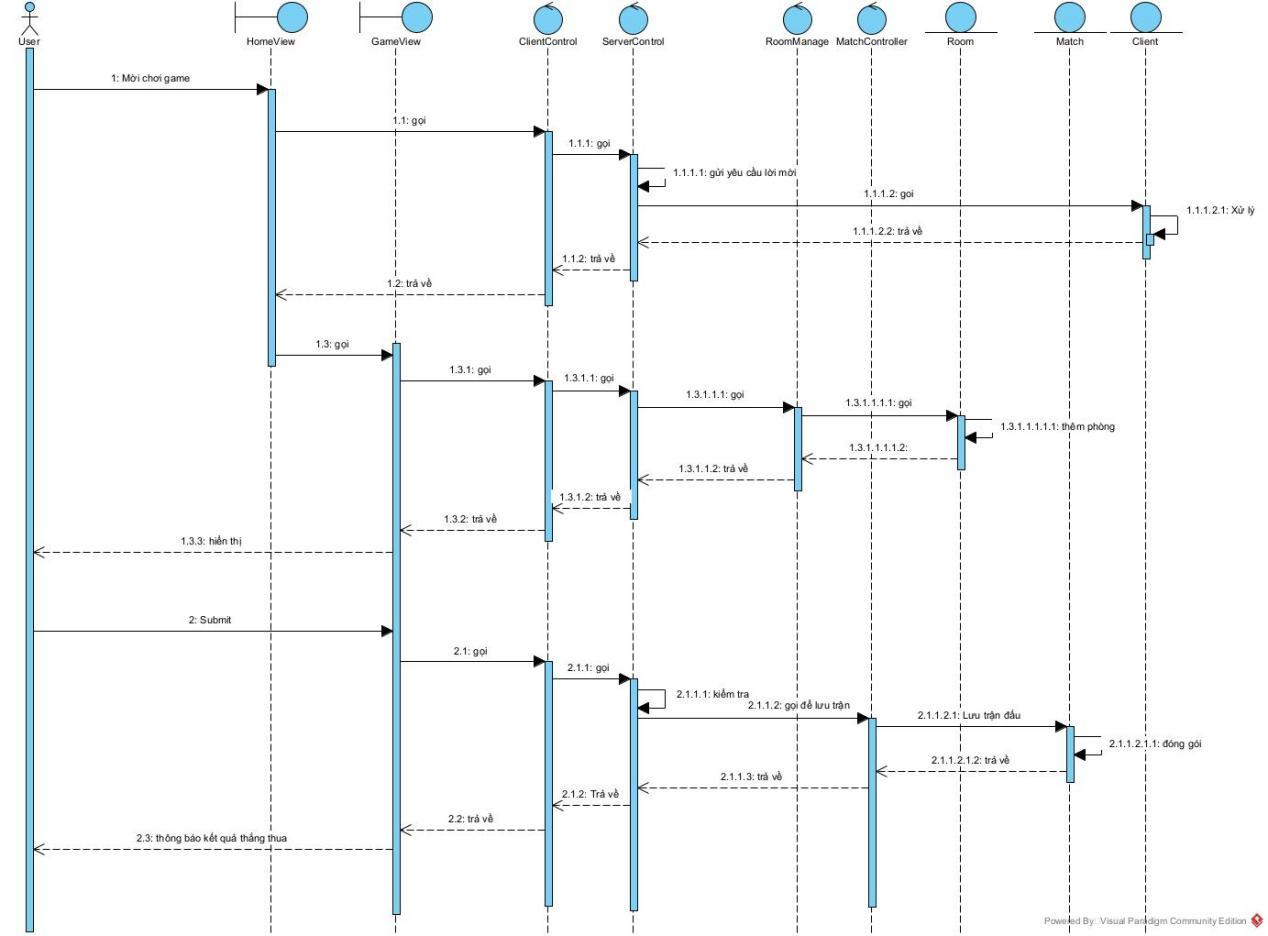 User
HomeView
GameView
ClientControl
ServerControl
RoomManage
MatchController
Room
Match
Client
1: Mời chơi game
1.1: gọi
1.1.1: gọi
1.1.1.1: gửi yêu cầu lời mời
1.1.1.2: goi
1.1.1.2.1: Xử lý
1.1.1.2.2: trả về
1.1.2: trả về
1.2: trả về
1.3: gọi
1.3.1: gọi
1.3.1.1: gọi
1.3.1.1.1: gọi
1.3.1.1.1.1: gọi
1.3.1.1.1.1.1: thêm phòng
1.3.1.1.1.1.2:
1.3.1.1.2: trả về
1.3.1.2: trả về
1.3.2: trả về
1.3.3: hiển thị
2: Submit
2.1: gọi
2.1.1: gọi
2.1.1.1: kiểm tra
2.1.1.2: gọi để lưu trận
2.1.1.2.1: Lưu trận đấu
2.1.1.2.1.1: đóng gói
2.1.1.2.1.2: trả về
2.1.1.3: trả về
2.1.2: Trả về
2.2: trả về
2.3: thông báo kết quả thắng thua
Powered By: Visual Paradigm Community Edition